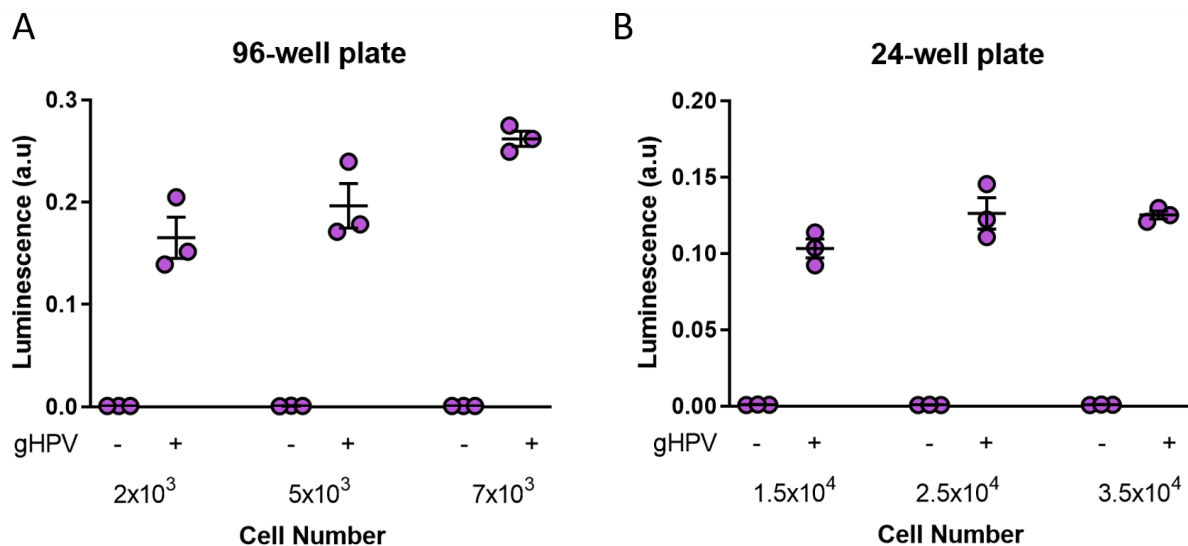 A
96-well plate
Luminescence (a.u)
0.3
0.2
0.1
0.0
gHPV - + - + - +
2x10³ 5x10³ 7x10³
Cell Number
B
24-well plate
Luminescence (a.u)
0.20
0.15
0.10
0.05
0.00
gHPV - + - + - +
1.5x10⁴ 2.5x10⁴ 3.5x10⁴
Cell Number